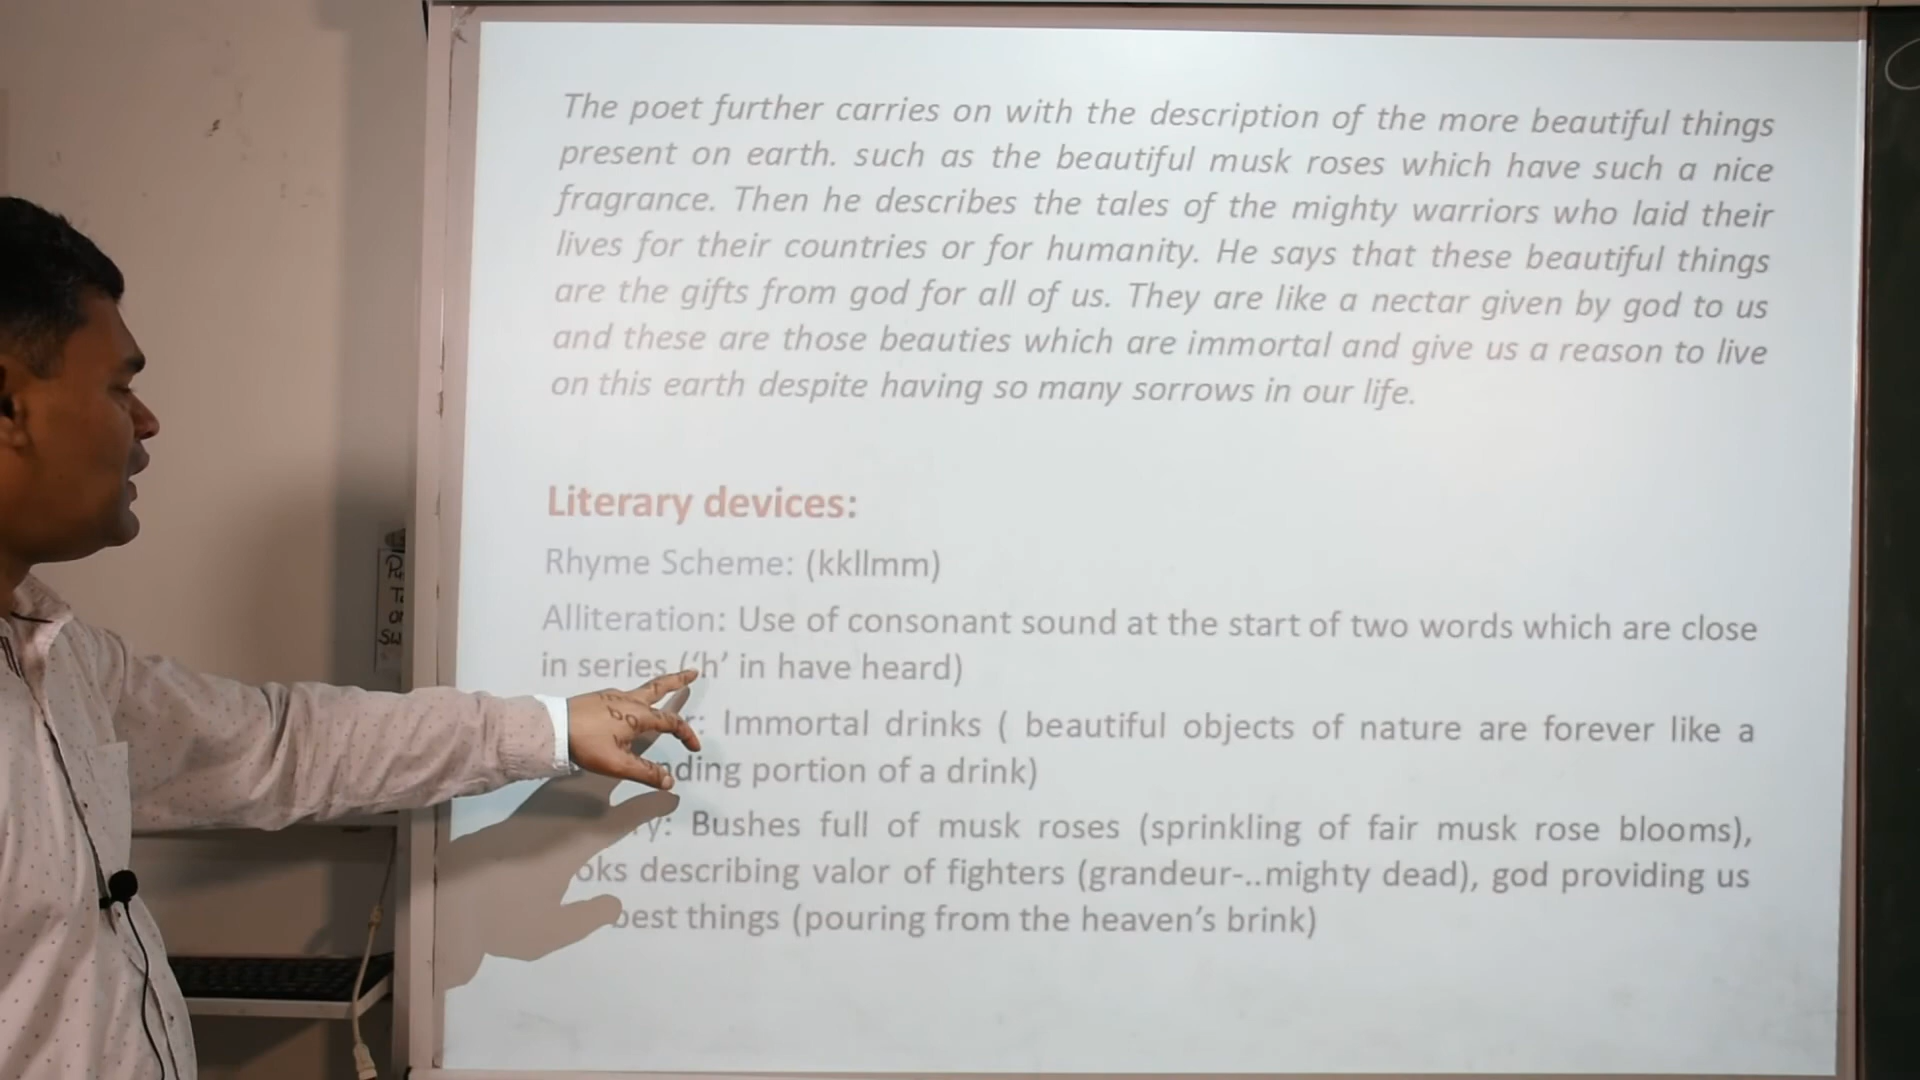 The poet further carries on with the description of the more beautiful things
present on earth. such as the beautiful musk roses which have such a nice
fragrance. Then he describes the tales of the mighty warriors who laid their
lives for their countries or for humanity. He says that these beautiful things
are the gifts from god for all of us. They are like a nectar given by god to us
and these are those beauties which are immortal and give us a reason to live
on this earth despite having so many sorrows in our life.
Literary devices:
Rhyme Scheme: (kkllmm)
Alliteration: Use of consonant sound at the start of two words which are close
in series (‘h’ in have heard)
Immortal drinks ( beautiful objects of nature are forever like a
portion of a drink)
Bushes full of musk roses (sprinkling of fair musk rose blooms),
describing valor of fighters (grandeur-..mighty dead), god providing us
best things (pouring from the heaven’s brink)